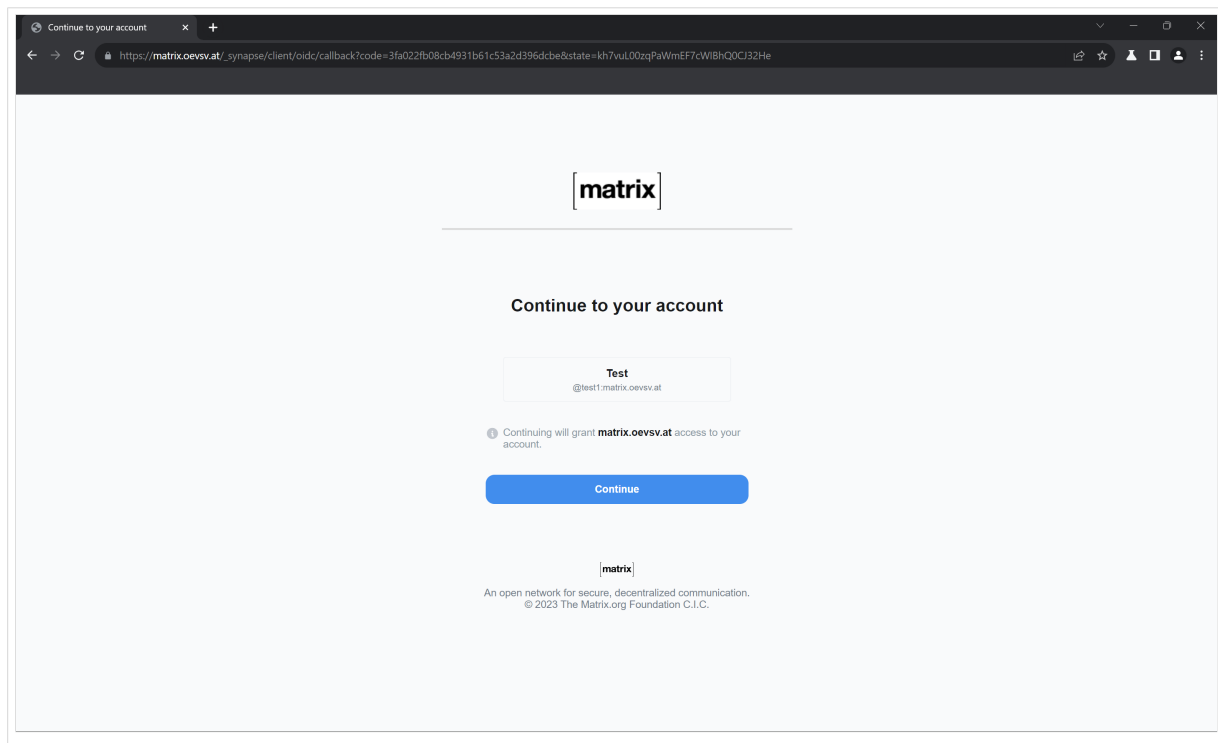 Continue to your account
https://matrix.oevsv.at/_synapse/client/oidc/callback?code=3fa022fb08cb4931b61c53a2d396dcbe&state=kh7vuL00zqPaWmEF7cWIBhQ0CJ32He
[matrix]
Continue to your account
Test
@test1:matrix.oevsv.at
Continuing will grant matrix.oevsv.at access to your
account.
Continue
[matrix]
An open network for secure, decentralized communication.
© 2023 The Matrix.org Foundation C.I.C.